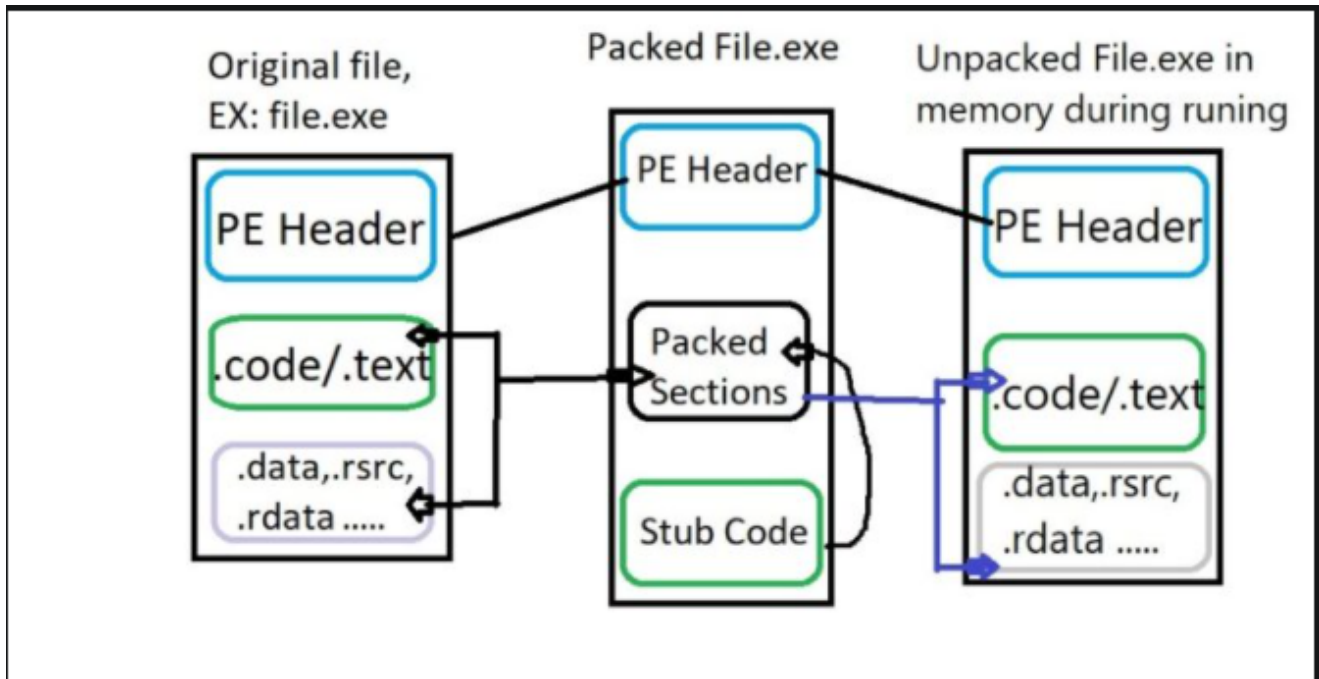 Original file,
EX: file.exe
PE Header
.code/.text
.data,.rsrc,
.rdata .....
Packed File.exe
PE Header
Packed
Sections
Stub Code
Unpacked File.exe in
memory during runing
PE Header
.code/.text
.data,.rsrc,
.rdata .....